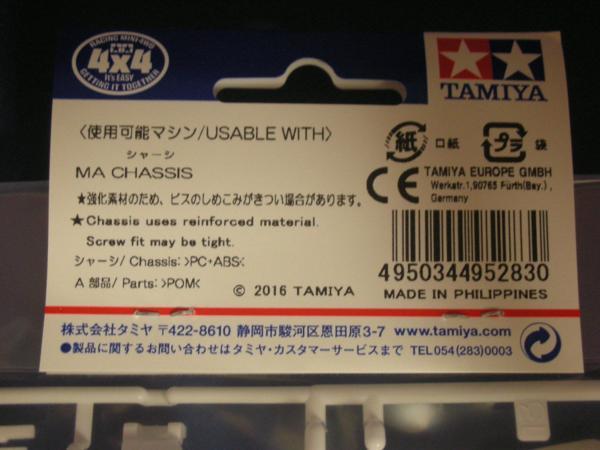 RACING MINI-4WD
4x4
It's EASY
GETTING IT TOGETHER
TAMIYA
〈使用可能マシン/USABLE WITH〉
シャーシ
MA CHASSIS
紙 口紙 プラ 袋
★強化素材のため、ビスのしめこみがきつい場合があります。
★Chassis uses reinforced material.
Screw fit may be tight.
シャーシ/ Chassis: >PC+ABS<
A 部品/ Parts: >POM<
© 2016 TAMIYA
CE
TAMIYA EUROPE GMBH
Werkstr.1,90765 Fürth(Bay.),
Germany
4950344952830
MADE IN PHILIPPINES
株式会社タミヤ 〒422-8610 静岡市駿河区恩田原3-7 www.tamiya.com
●製品に関するお問い合わせはタミヤ・カスタマーサービスまで TEL054(283)0003